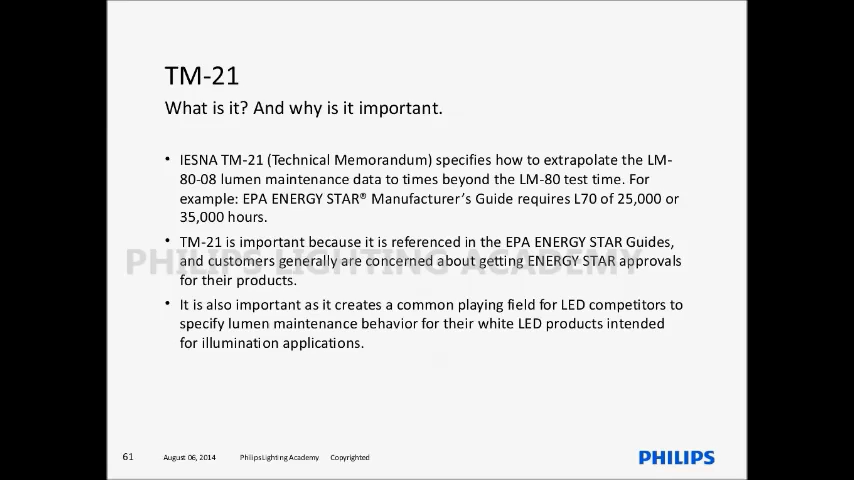 TM-21
What is it? And why is it important.
• IESNA TM-21 (Technical Memorandum) specifies how to extrapolate the LM-
80-08 lumen maintenance data to times beyond the LM-80 test time. For
example: EPA ENERGY STAR® Manufacturer's Guide requires L70 of 25,000 or
35,000 hours.
• TM-21 is important because it is referenced in the EPA ENERGY STAR Guides,
and customers generally are concerned about getting ENERGY STAR approvals
for their products.
PHILIPS LIGHTING ACADEMY
• It is also important as it creates a common playing field for LED competitors to
specify lumen maintenance behavior for their white LED products intended
for illumination applications.
61 August 06, 2014 PhilipsLighting Academy Copyrighted
PHILIPS